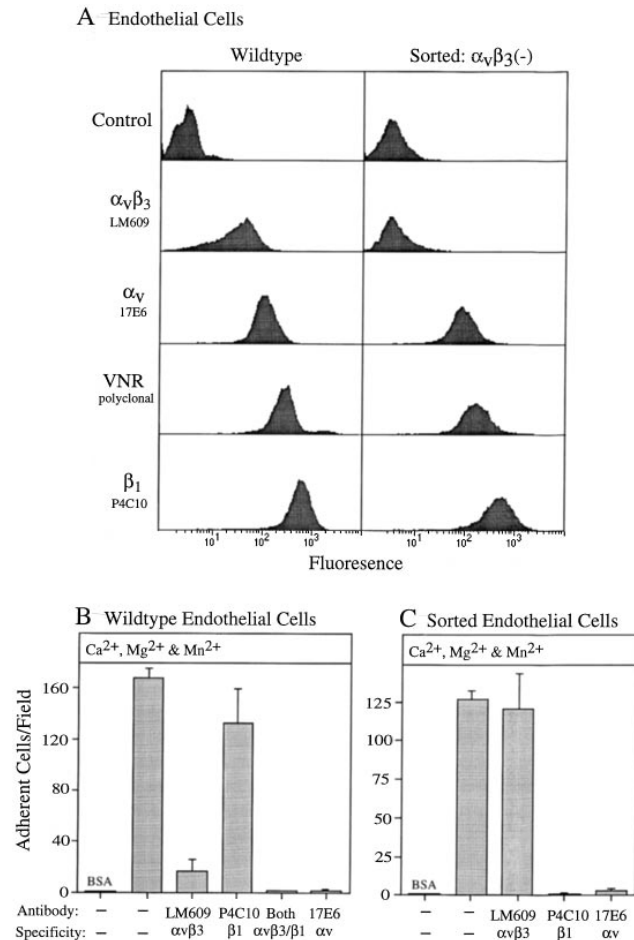 A Endothelial Cells
Wildtype Sorted: αvβ3(-)
Control
αvβ3
LM609
αv
17E6
VNR
polyclonal
β1
P4C10
10¹ 10² 10³ 10¹ 10² 10³
Fluoresence
B Wildtype Endothelial Cells
Ca2+, Mg2+ & Mn2+
Adherent Cells/Field
160
120
80
40
0
BSA
Antibody: – – LM609 P4C10 Both 17E6
Specificity: – – αvβ3 β1 αvβ3/β1 αv
C Sorted Endothelial Cells
Ca2+, Mg2+ & Mn2+
125
100
75
50
25
0
BSA
– – LM609 P4C10 17E6
– – αvβ3 β1 αv